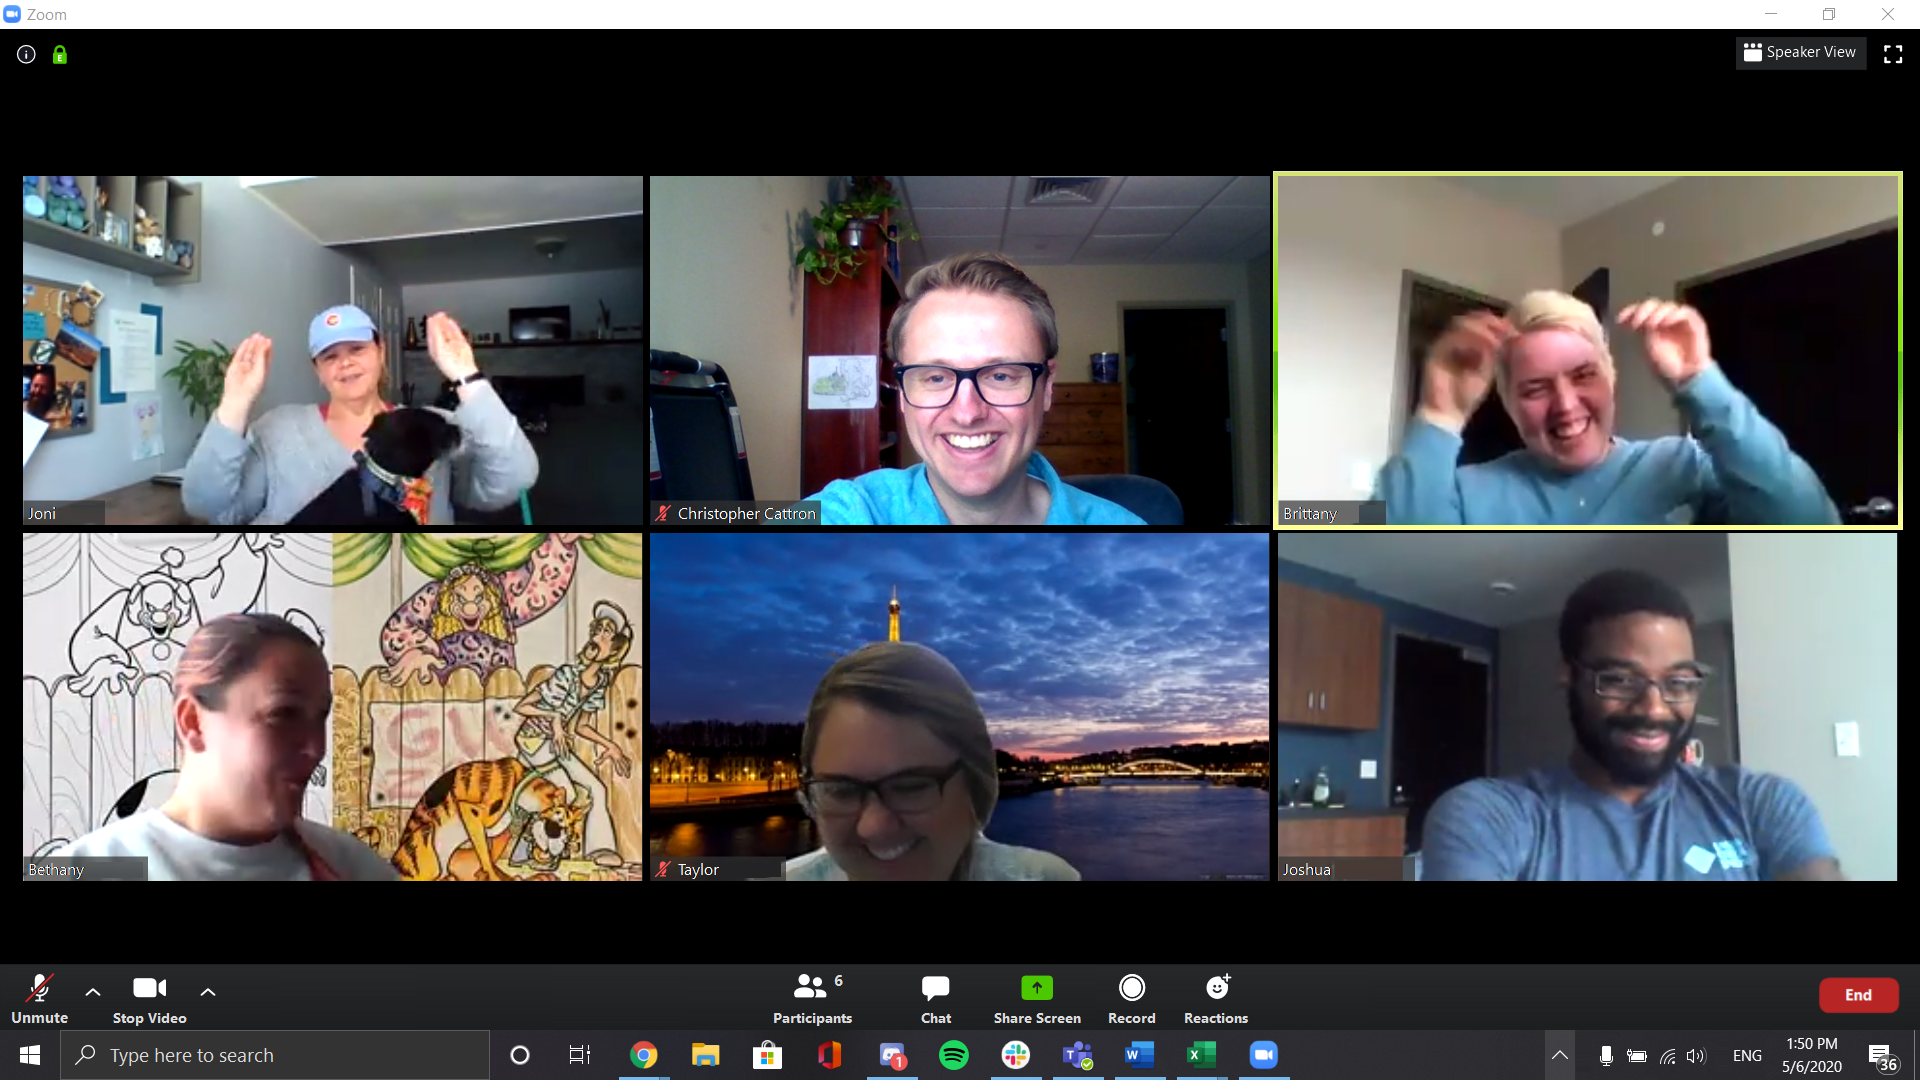 Zoom
Speaker View
Joni
Christopher Cattron
Brittany
Bethany
Taylor
Joshua
Unmute
Stop Video
6
Participants
Chat
Share Screen
Record
Reactions
End
Type here to search
1
ENG
1:50 PM
5/6/2020
36